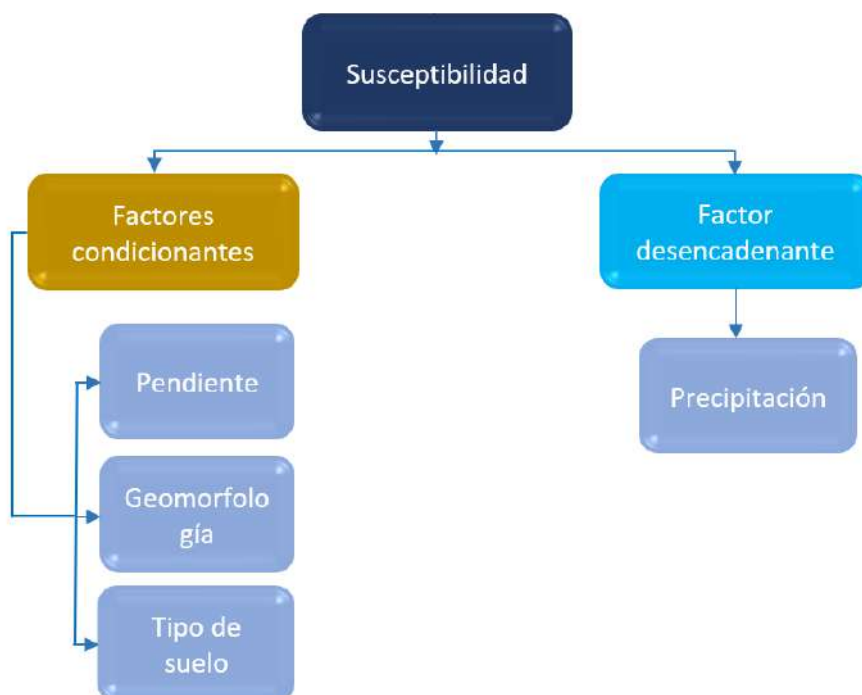 Susceptibilidad
Factores
condicionantes
Factor
desencadenante
Pendiente
Precipitación
Geomorfolo
gía
Tipo de
suelo